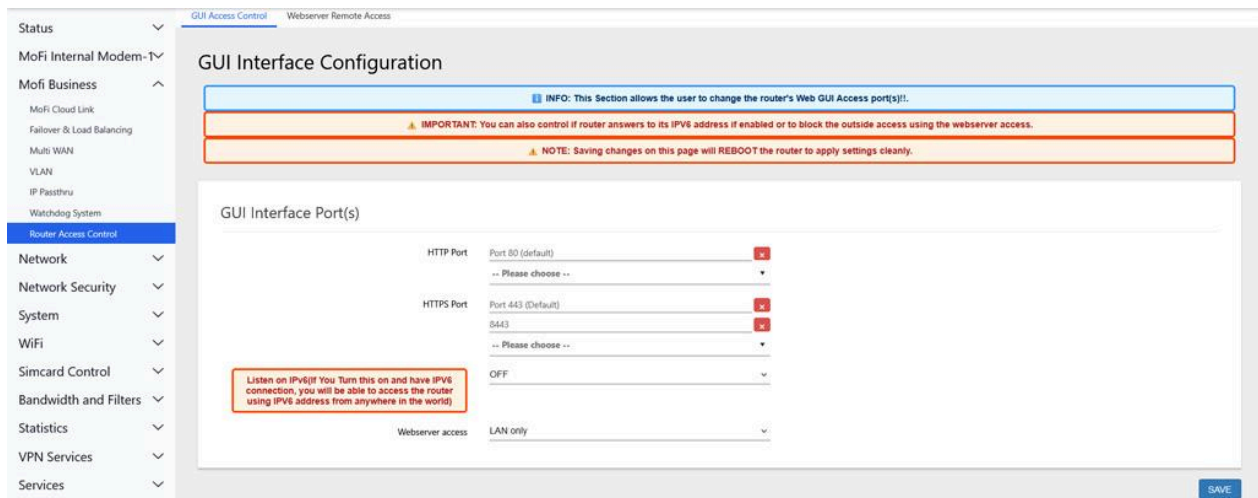 GUI Access Control Webserver Remote Access
Status
MoFi Internal Modem-1
Mofi Business
MoFi Cloud Link
Failover & Load Balancing
Multi WAN
VLAN
IP Passthru
Watchdog System
Router Access Control
Network
Network Security
System
WiFi
Simcard Control
Bandwidth and Filters
Statistics
VPN Services
Services
GUI Interface Configuration
INFO: This Section allows the user to change the router's Web GUI Access port(s)!!.
IMPORTANT: You can also control if router answers to its IPV6 address if enabled or to block the outside access using the webserver access.
NOTE: Saving changes on this page will REBOOT the router to apply settings cleanly.
GUI Interface Port(s)
HTTP Port Port 80 (default)
-- Please choose --
HTTPS Port Port 443 (Default)
8443
-- Please choose --
Listen on IPv6(If You Turn this on and have IPV6
connection, you will be able to access the router
using IPV6 address from anywhere in the world)
OFF
Webserver access LAN only
SAVE